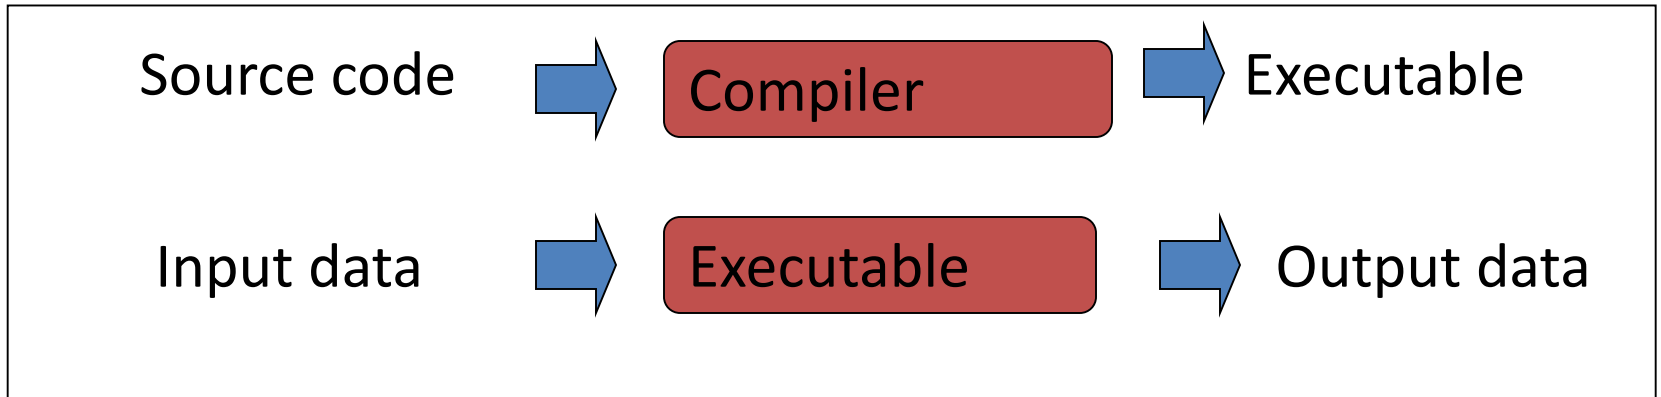 Source code
Compiler
Executable
Input data
Executable
Output data